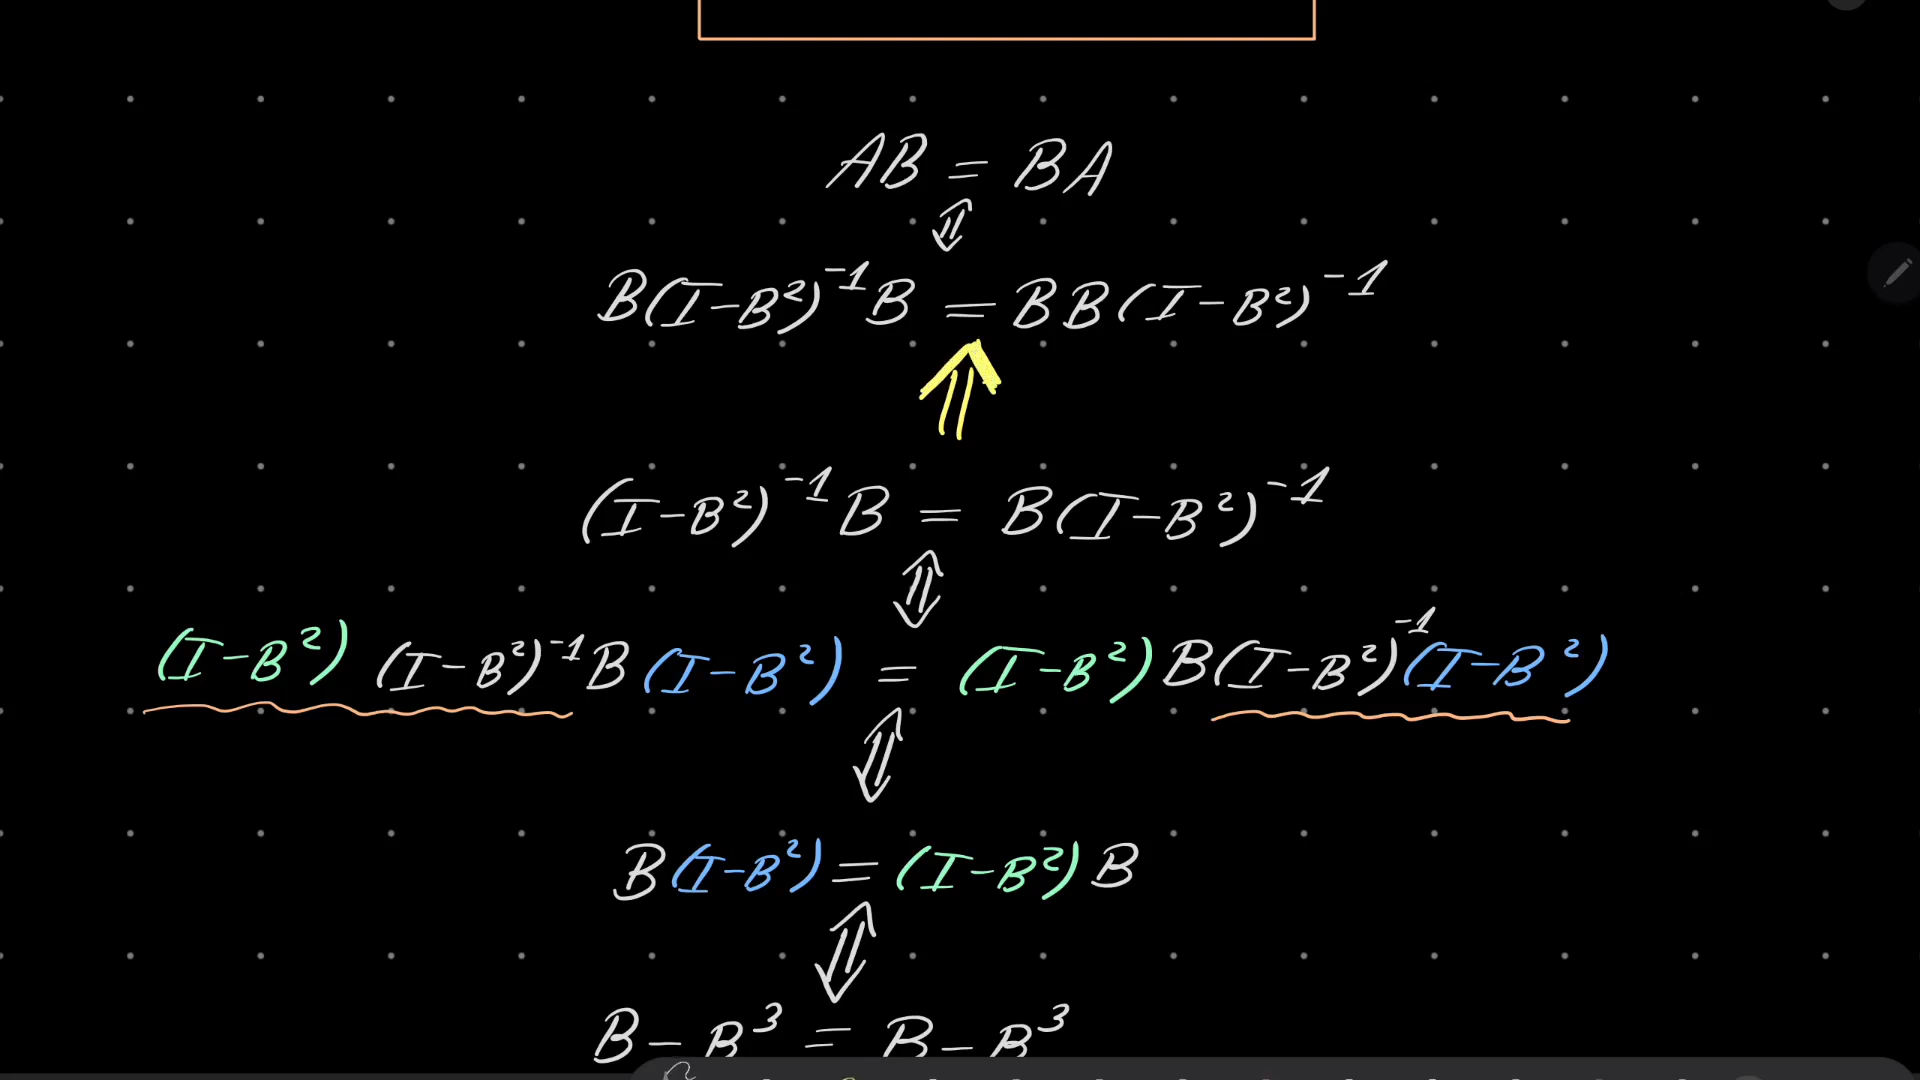 AB = BA
⇕
B(I-B²)⁻¹B = BB(I-B²)⁻¹
⇑
(I-B²)⁻¹B = B(I-B²)⁻¹
⇕
(I-B²)(I-B²)⁻¹B(I-B²) = (I-B²)B(I-B²)⁻¹(I-B²)
⇕
B(I-B²) = (I-B²)B
⇕
B-B³ = B-B³